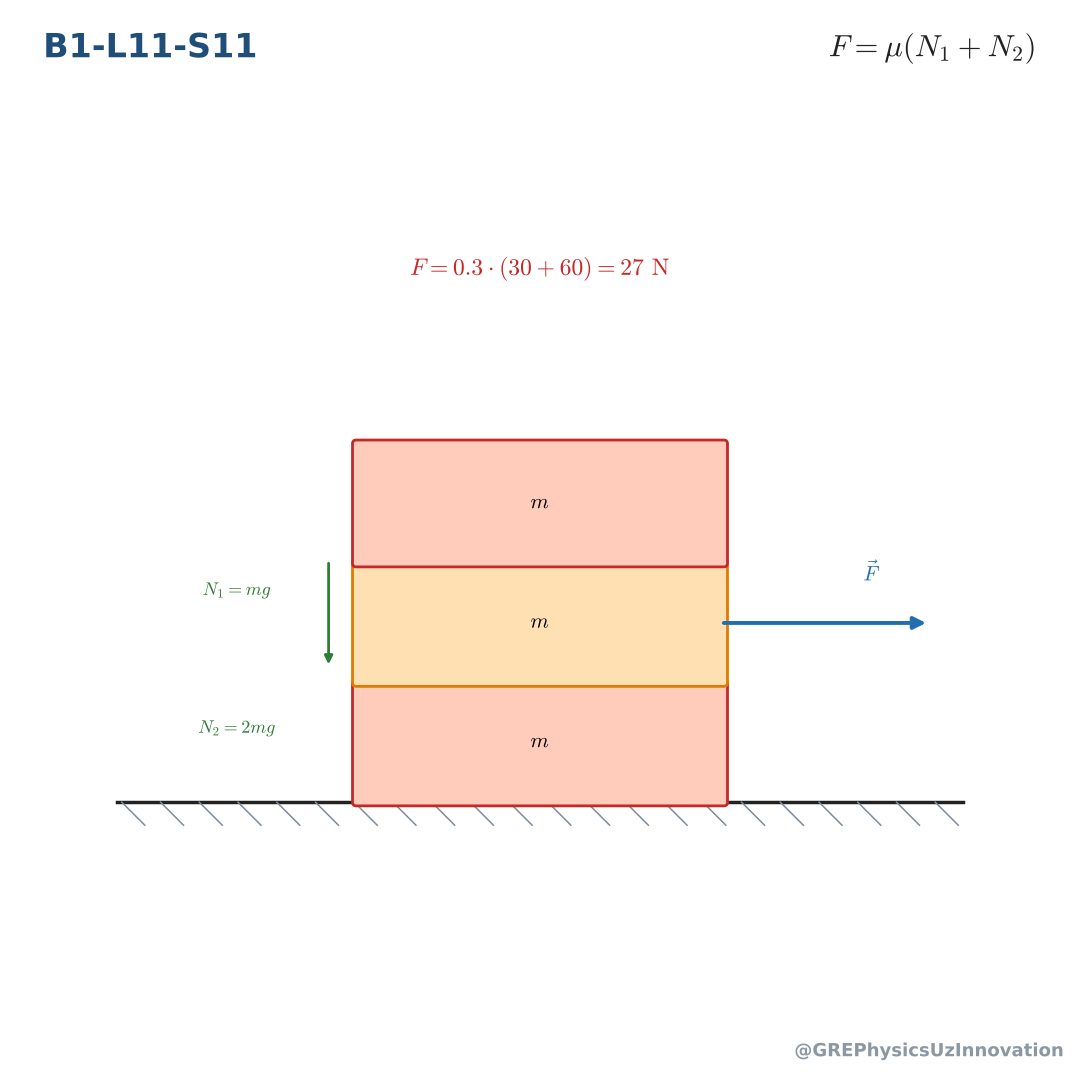 B1-L11-S11
F = μ(N₁ + N₂)
F = 0.3 · (30 + 60) = 27 N
m
N₁ = mg
F⃗
m
N₂ = 2mg
m
@GREPhysicsUzInnovation